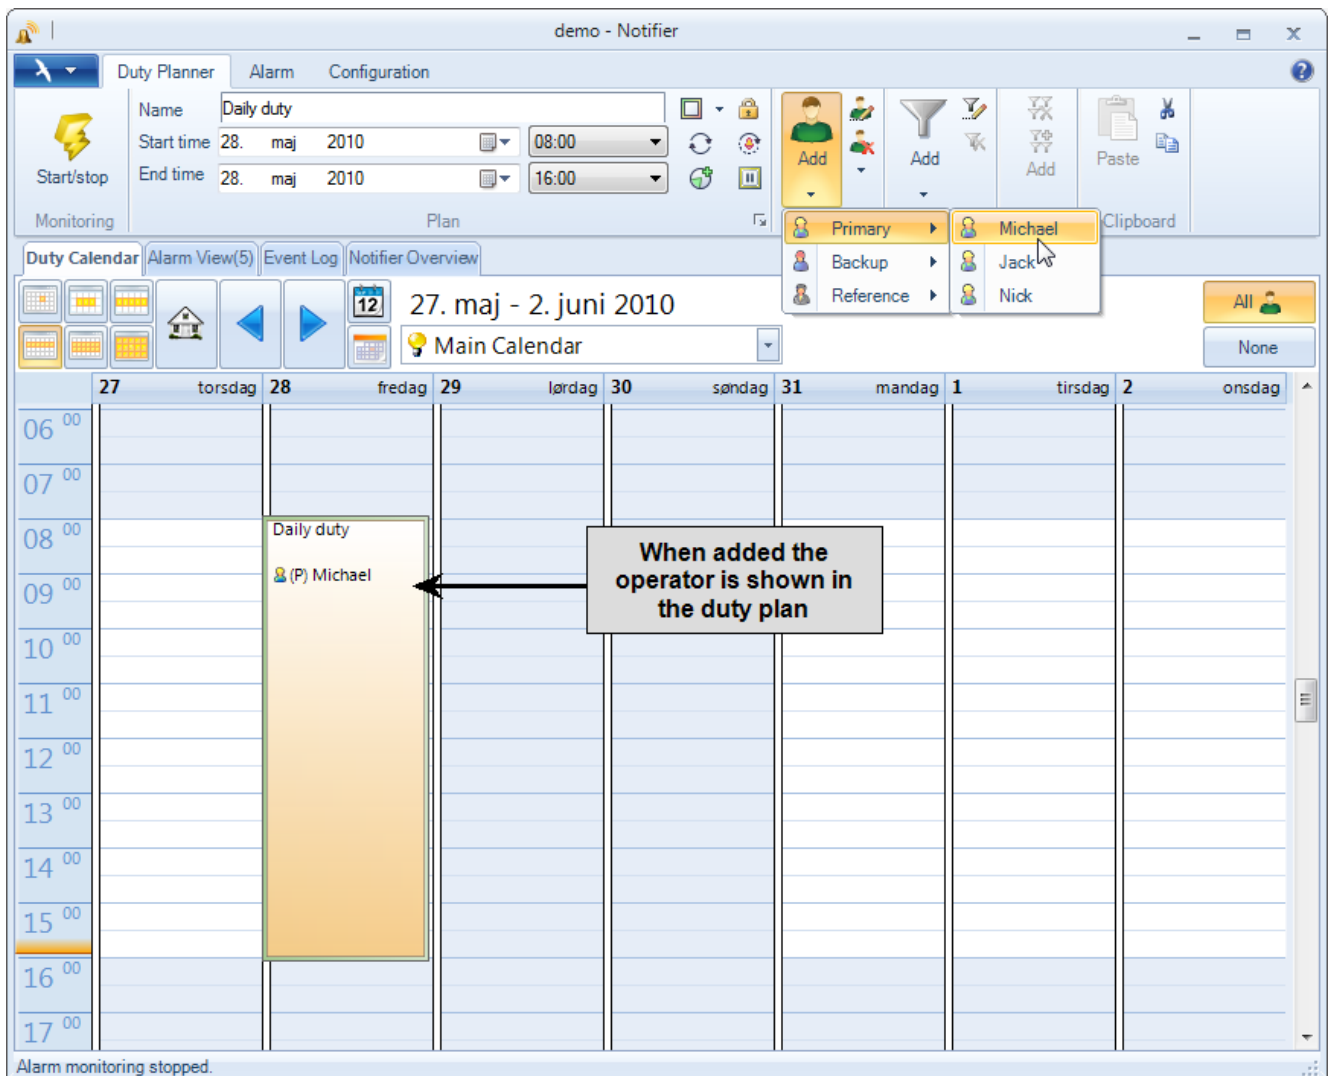 demo - Notifier
Duty Planner Alarm Configuration
Name Daily duty
Start time 28. maj 2010 08:00
End time 28. maj 2010 16:00
Start/stop
Add
Add
Add
Paste
Monitoring
Plan
Clipboard
Primary
Backup
Reference
Michael
Jack
Nick
Duty Calendar Alarm View(5) Event Log Notifier Overview
12
27. maj - 2. juni 2010
Main Calendar
All
None
27 torsdag 28 fredag 29 lørdag 30 søndag 31 mandag 1 tirsdag 2 onsdag
06 00
07 00
08 00
09 00
10 00
11 00
12 00
13 00
14 00
15 00
16 00
17 00
Daily duty
(P) Michael
When added the
operator is shown in
the duty plan
Alarm monitoring stopped.